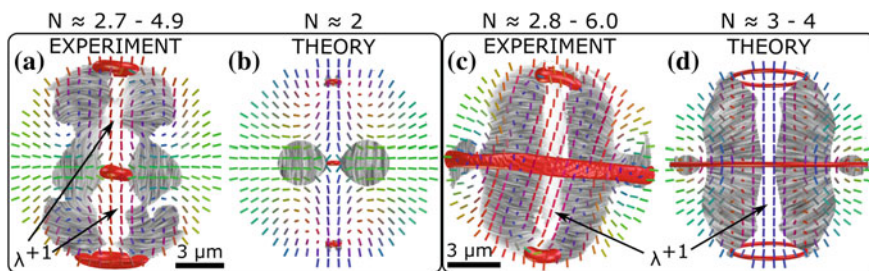 N ≈ 2.7 - 4.9 N ≈ 2 N ≈ 2.8 - 6.0 N ≈ 3 - 4
EXPERIMENT THEORY EXPERIMENT THEORY
(a) (b) (c) (d)
λ+1 λ+1
3 μm 3 μm